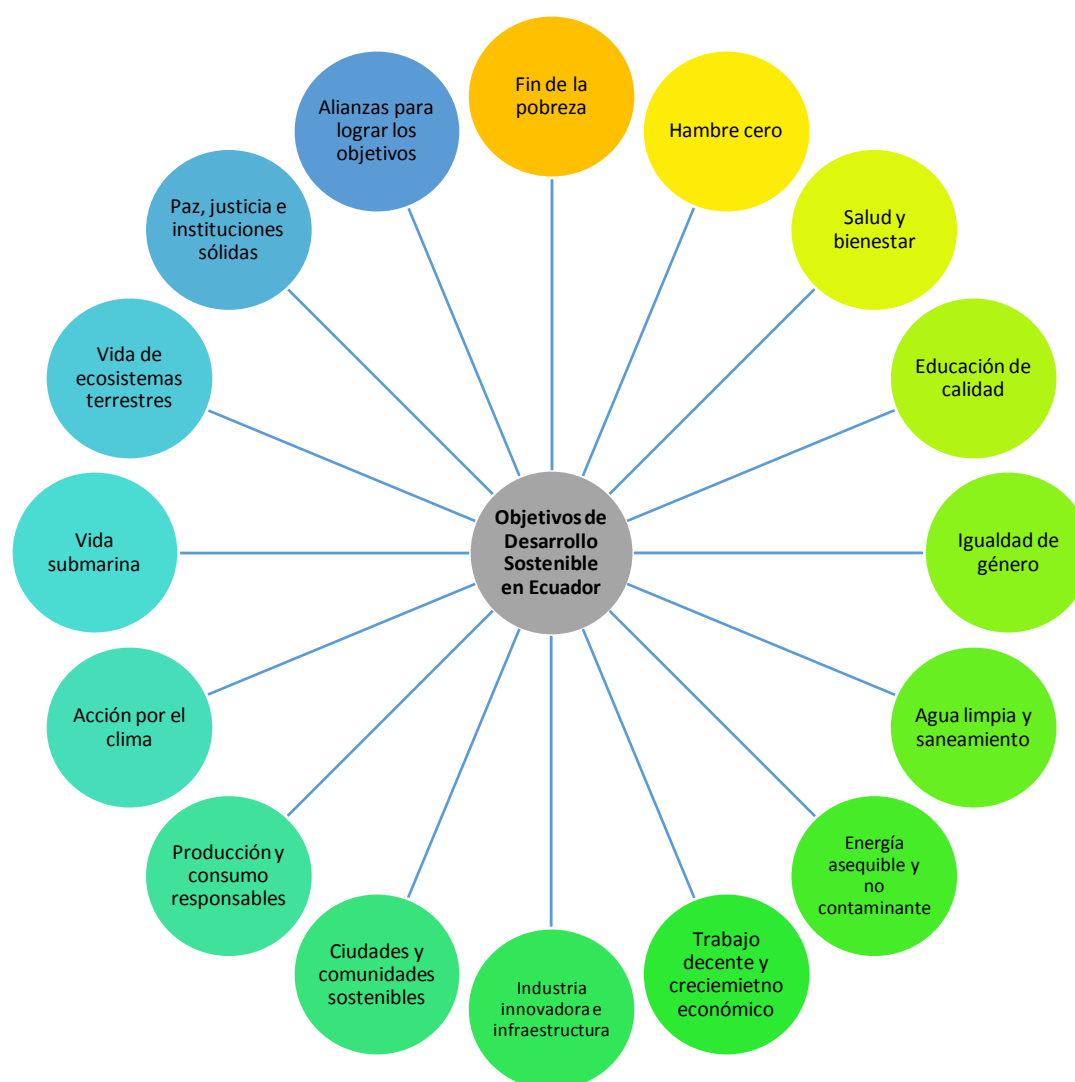 Fin de la
pobreza
Hambre cero
Salud y
bienestar
Educación de
calidad
Igualdad de
género
Agua limpia y
saneamiento
Energía
asequible y
no
contaminante
Trabajo
decente y
creciemietno
económico
Industria
innovadora e
infraestructura
Ciudades y
comunidades
sostenibles
Producción y
consumo
responsables
Acción por el
clima
Vida
submarina
Vida de
ecosistemas
terrestres
Paz, justicia e
instituciones
sólidas
Alianzas para
lograr los
objetivos
Objetivos de
Desarrollo
Sostenible
en Ecuador